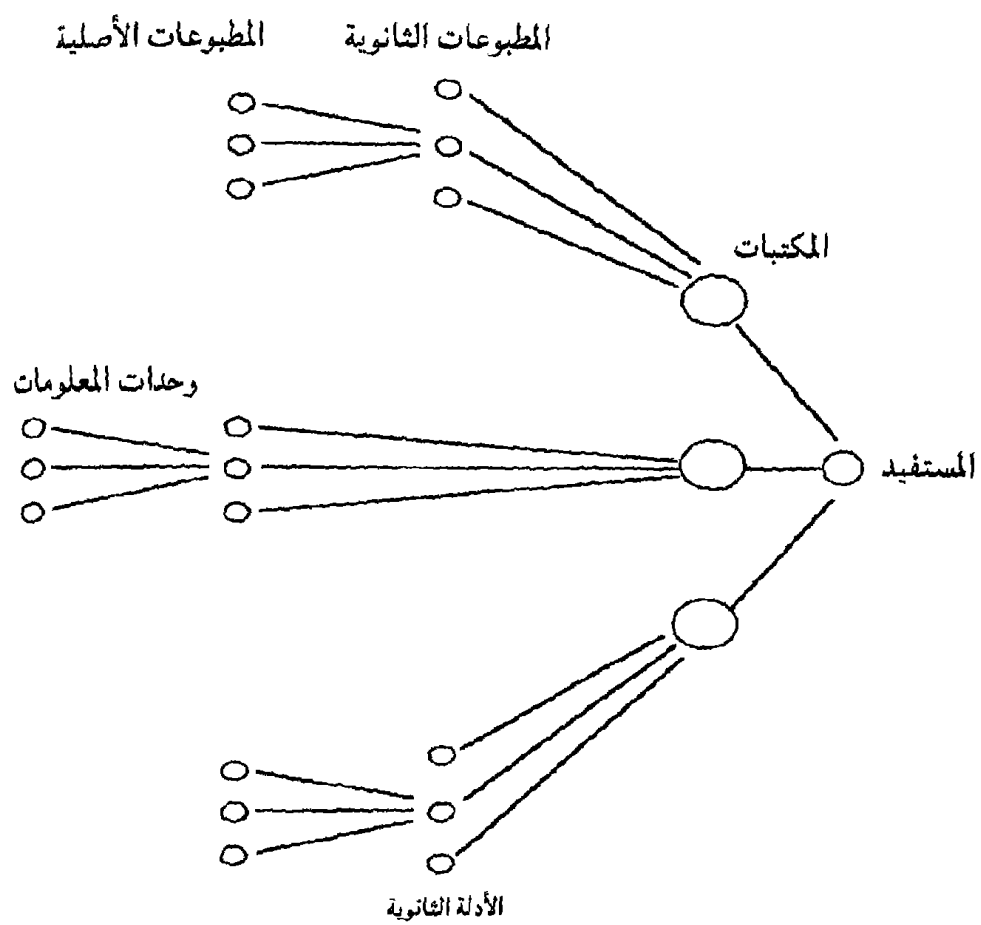 المطبوعات الثانوية
المطبوعات الأصلية
المكتبات
وحدات المعلومات
المستفيد
الأدلة الثانوية